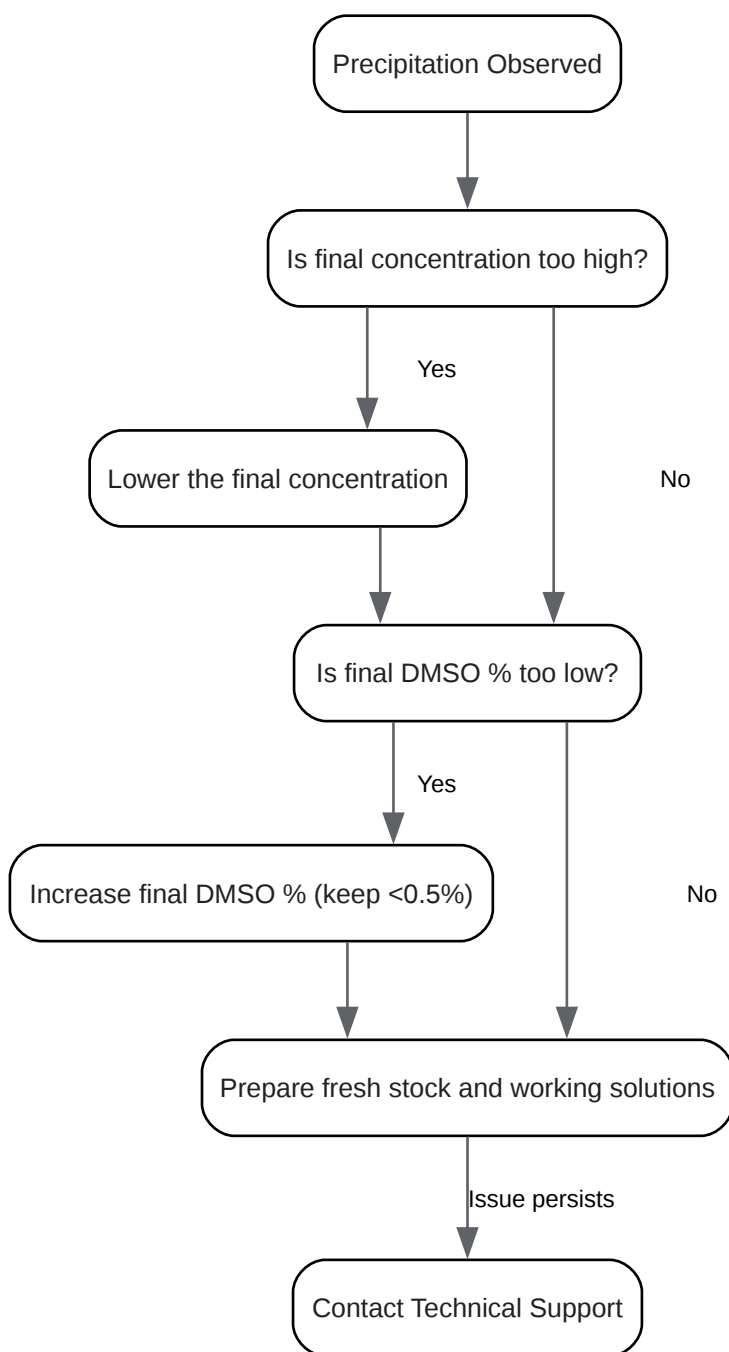 Precipitation Observed
Is final concentration too high?
Yes
Lower the final concentration
No
Is final DMSO % too low?
Yes
Increase final DMSO % (keep <0.5%)
No
Prepare fresh stock and working solutions
Issue persists
Contact Technical Support